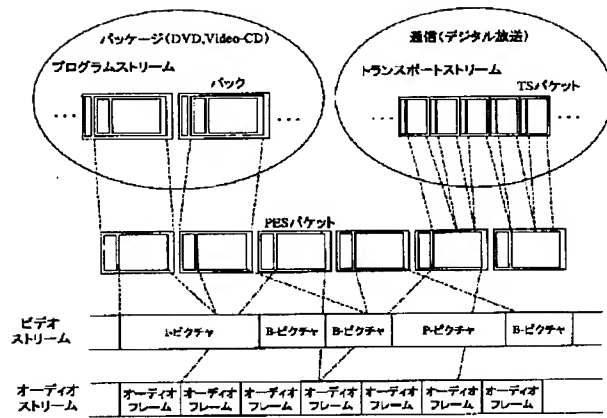 パッケージ(DVD,Video-CD)
プログラムストリーム
パック
… …
通信(デジタル放送)
トランスポートストリーム
TSパケット
… …
PESパケット
ビデオ
ストリーム
I-ピクチャ B-ピクチャ B-ピクチャ P-ピクチャ B-ピクチャ
オーディオ
ストリーム
オーディオ オーディオ オーディオ オーディオ オーディオ オーディオ オーディオ
フレーム フレーム フレーム フレーム フレーム フレーム フレーム